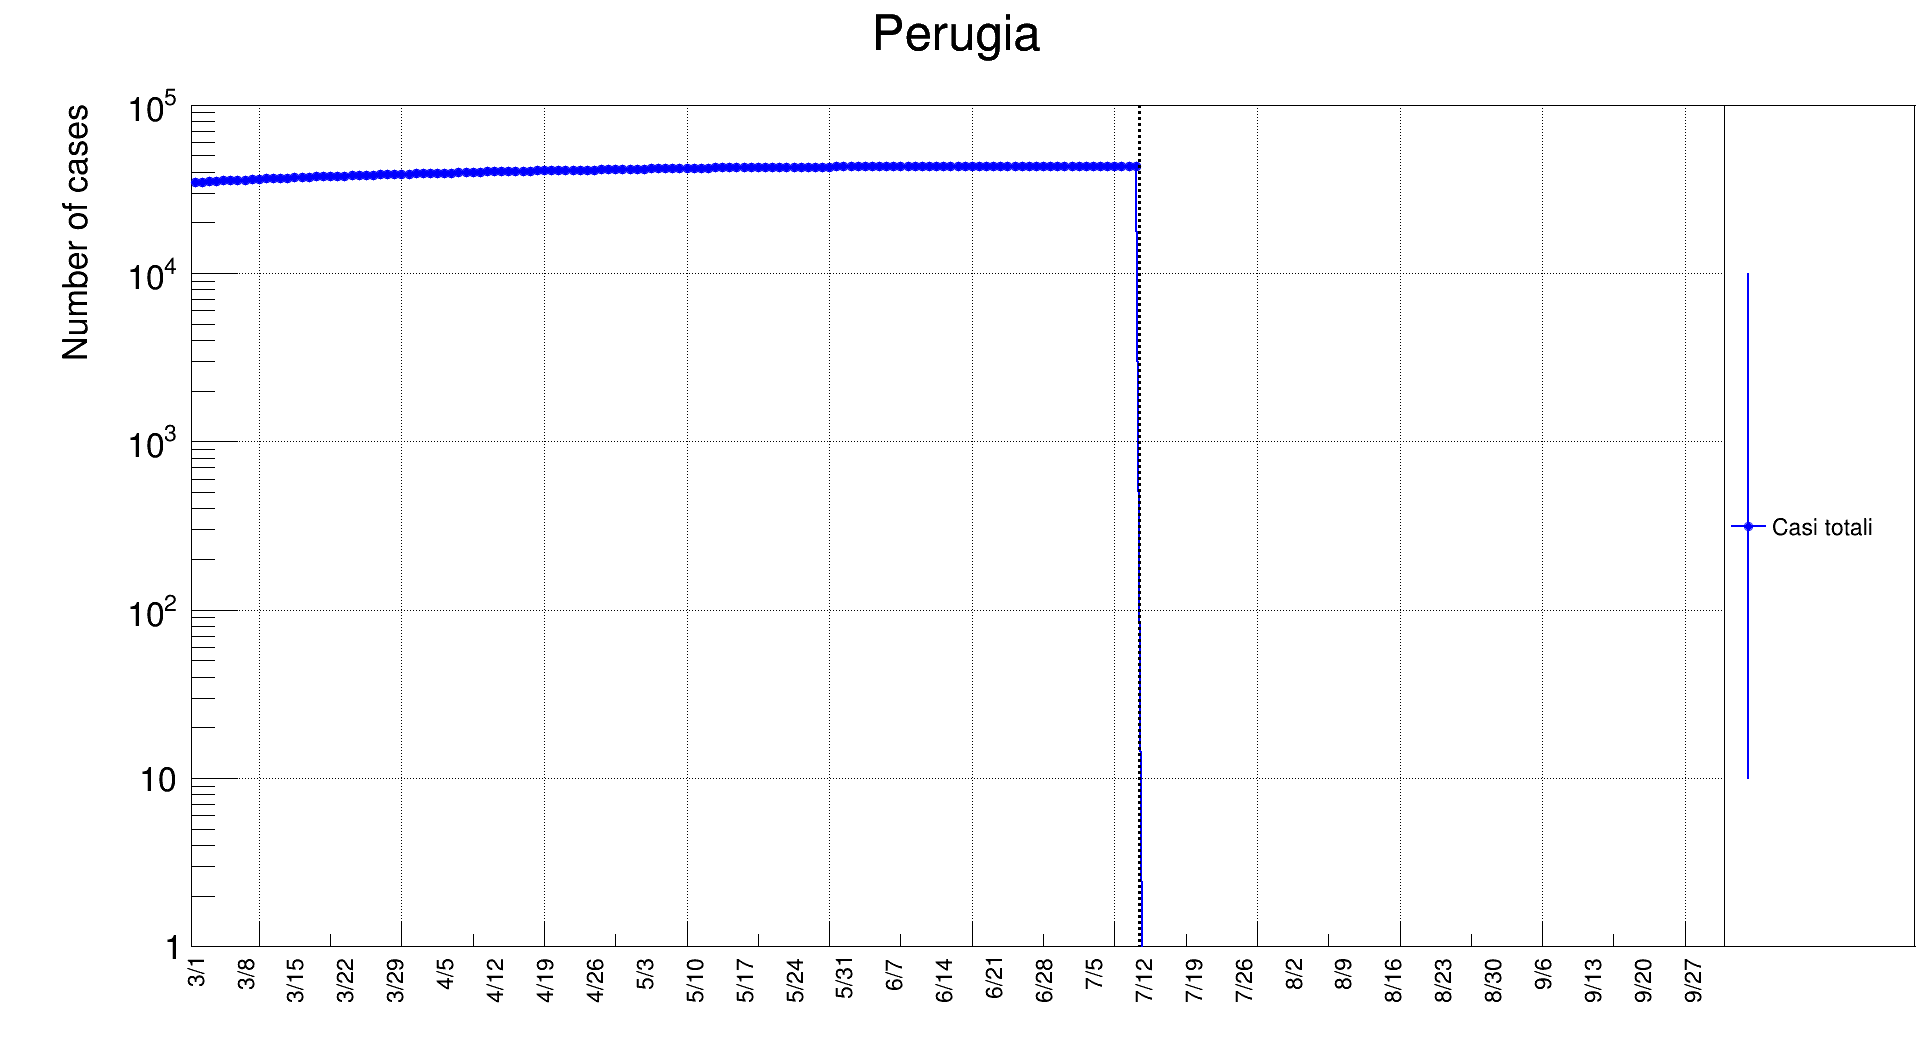 Perugia
Number of cases
10^5
10^4
10^3
10^2
10
1
3/1 3/8 3/15 3/22 3/29 4/5 4/12 4/19 4/26 5/3 5/10 5/17 5/24 5/31 6/7 6/14 6/21 6/28 7/5 7/12 7/19 7/26 8/2 8/9 8/16 8/23 8/30 9/6 9/13 9/20 9/27
Casi totali